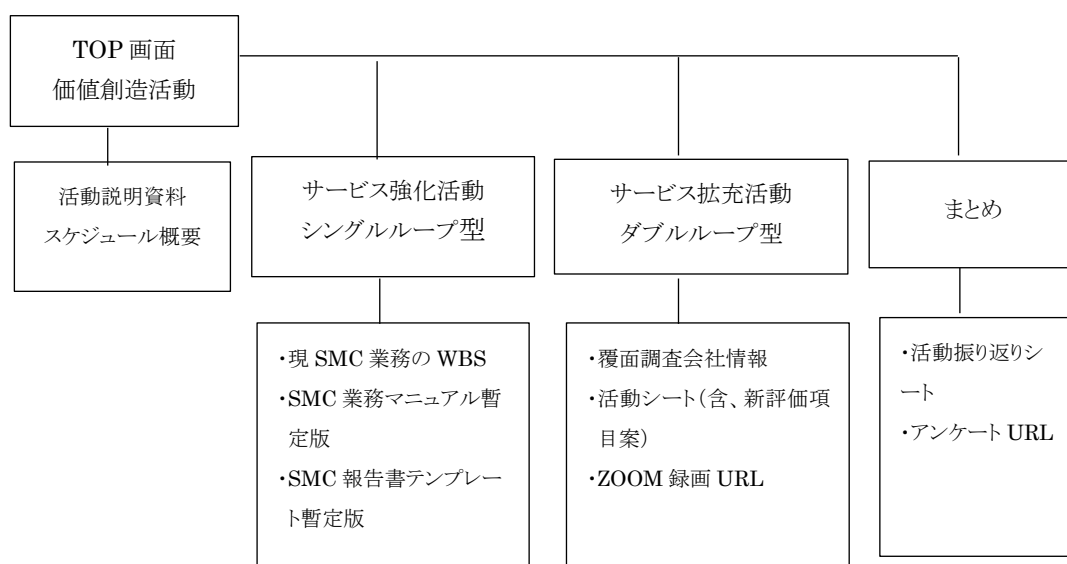 TOP 画面
価値創造活動
活動説明資料
スケジュール概要
サービス強化活動
シングルループ型
サービス拡充活動
ダブルループ型
まとめ
・現 SMC 業務の WBS
・SMC 業務マニュアル暫
定版
・SMC 報告書テンプレー
ト暫定版
・覆面調査会社情報
・活動シート（含、新評価項
目案）
・ZOOM 録画 URL
・活動振り返りシ
ート
・アンケート URL